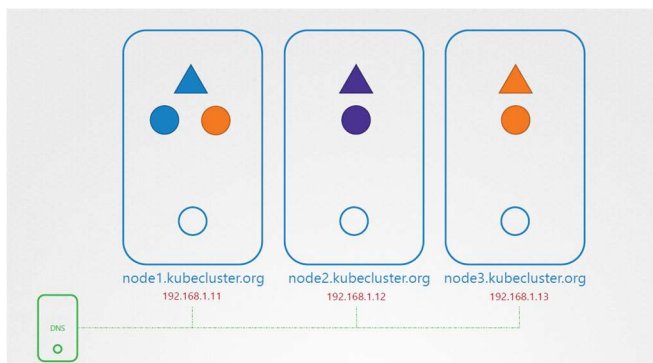 node1.kubecluster.org
node2.kubecluster.org
node3.kubecluster.org
192.168.1.11
192.168.1.12
192.168.1.13
DNS